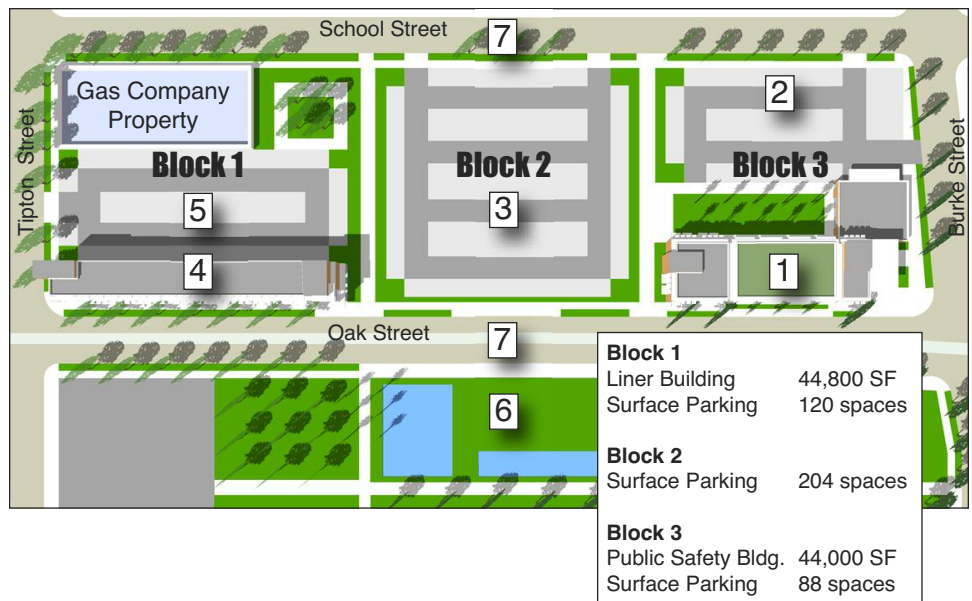 School Street
7
Gas Company
Property
2
Tipton Street
Block 1
Block 2
Block 3
Burke Street
5
3
4
1
Oak Street
7
6
Block 1
Liner Building 44,800 SF
Surface Parking 120 spaces
Block 2
Surface Parking 204 spaces
Block 3
Public Safety Bldg. 44,000 SF
Surface Parking 88 spaces